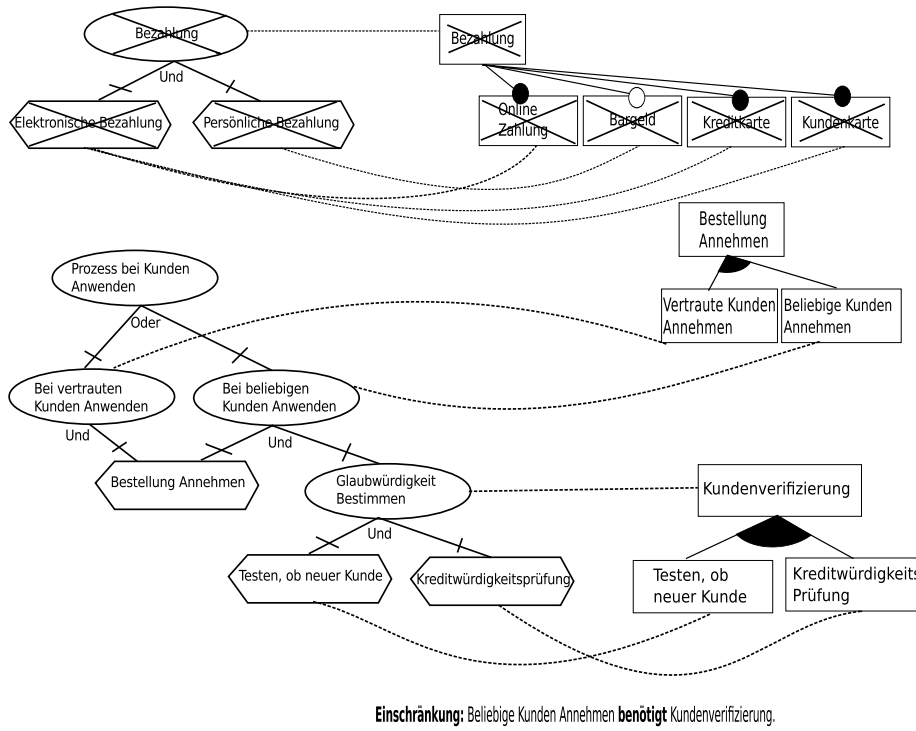 Bezahlung
Bezahlung
Und
Elektronische Bezahlung
Persönliche Bezahlung
Online
Zahlung
Bargeld
Kreditkarte
Kundenkarte
Bestellung
Annehmen
Prozess bei Kunden
Anwenden
Oder
Vertraute Kunden
Annehmen
Beliebige Kunden
Annehmen
Bei vertrauten
Kunden Anwenden
Bei beliebigen
Kunden Anwenden
Und
Und
Bestellung Annehmen
Glaubwürdigkeit
Bestimmen
Kundenverifizierung
Und
Testen, ob neuer Kunde
Kreditwürdigkeitsprüfung
Testen, ob
neuer Kunde
Kreditwürdigkeits
Prüfung
Einschränkung: Beliebige Kunden Annehmen benötigt Kundenverifizierung.